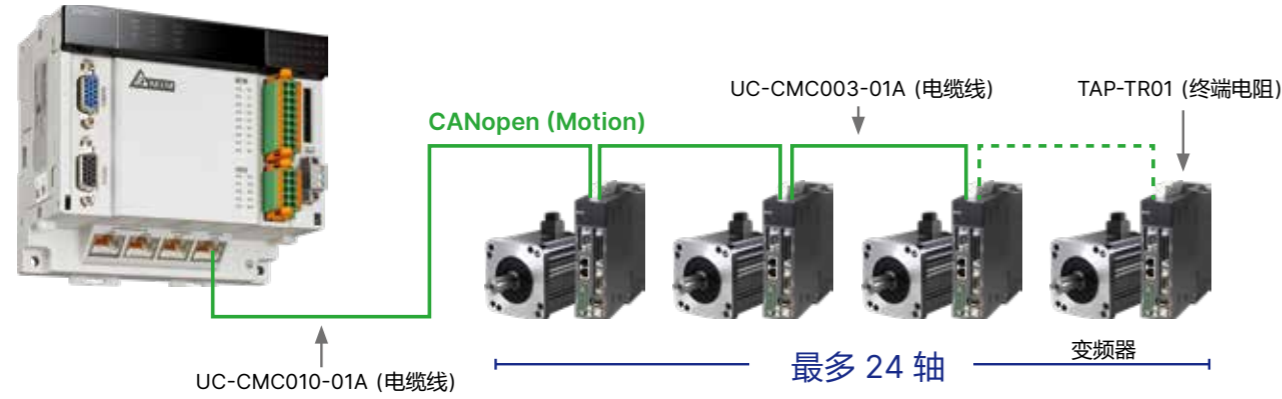 UC-CMC003-01A (电缆线)
TAP-TR01 (终端电阻)
CANopen (Motion)
变频器
最多 24 轴
UC-CMC010-01A (电缆线)